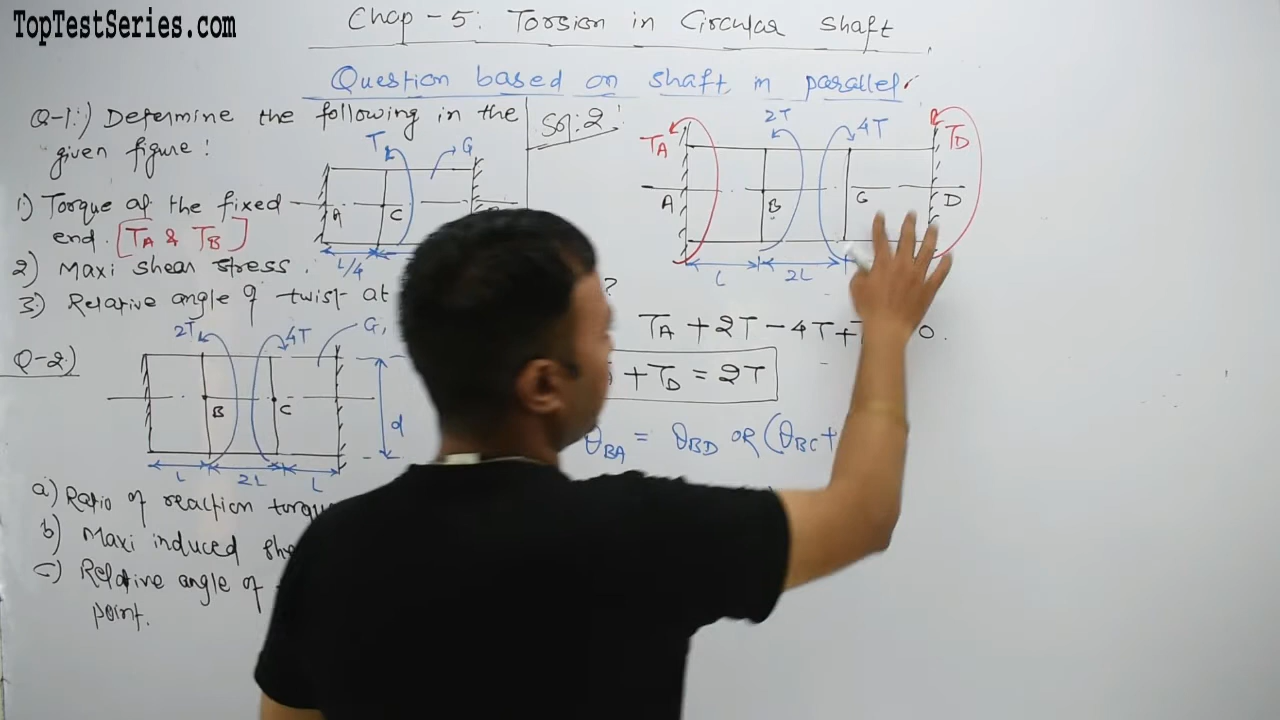 TopTestSeries.com
Chap-5: Torsion in Circular shaft
Question based on shaft in parallel.
Q-1:) Determine the following in the
given figure:
1) Torque at the fixed
end. [TA & TB]
2) Maxi shear stress.
3) Relative angle of twist at
T
G
A
C
L/4
Q-2)
2T
4T
G,
B
C
d
L
2L
L
a) Ratio of reaction
b) Maxi induced
c) Relative angle of
point.
Sol:2:
TA
2T
4T
TD
A
B
D
L
2L
?
TA + 2T - 4T +
0.
+ TD = 2T
θBA = θBD OR (θBC +